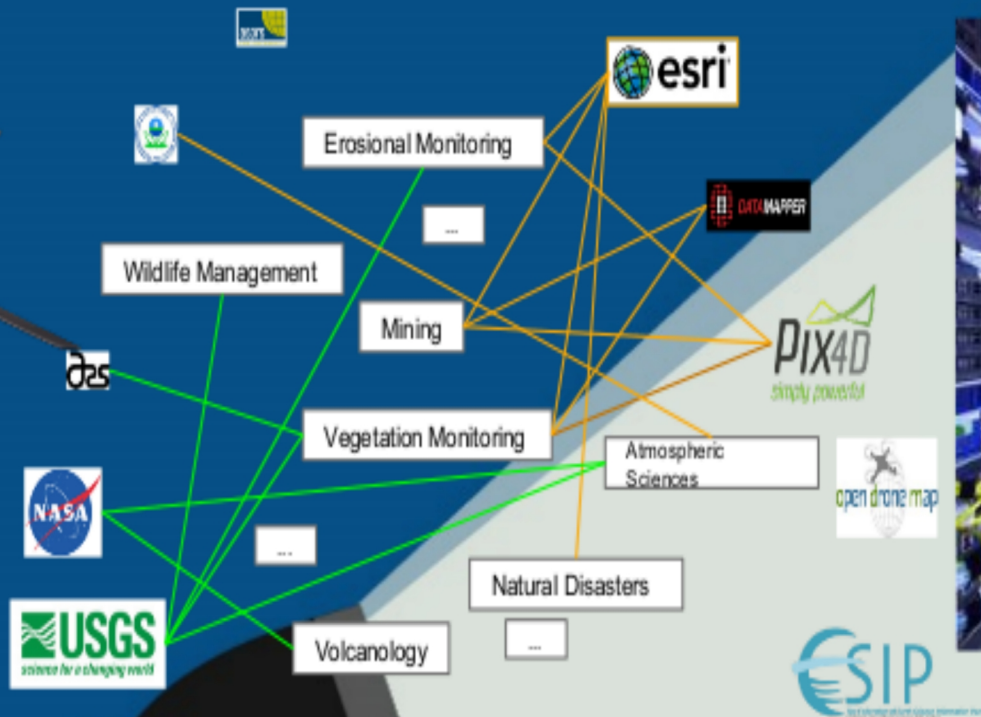 esri
Erosional Monitoring
DATAMAPPER
...
Wildlife Management
Mining
PIX4D
simply powerful
ars
Vegetation Monitoring
Atmospheric
Sciences
open drone map
NASA
...
Natural Disasters
USGS
science for a changing world
Volcanology
...
ESIP